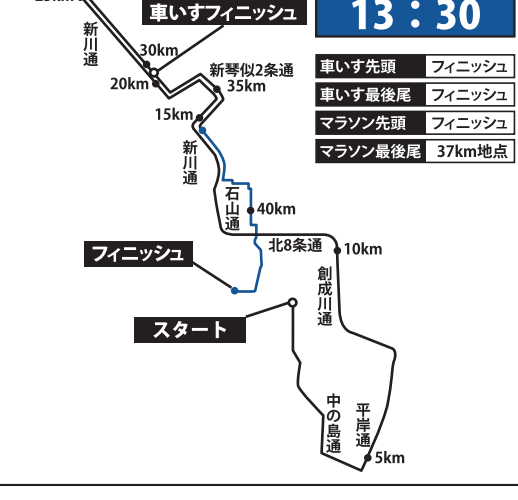 車いすフィニッシュ
13:30
新川通
30km
20km
新琴似2条通
35km
15km
車いす先頭 フィニッシュ
車いす最後尾 フィニッシュ
マラソン先頭 フィニッシュ
マラソン最後尾 37km地点
新川通
石山通
40km
北8条通
10km
フィニッシュ
創成川通
スタート
中の島通
平岸通
5km